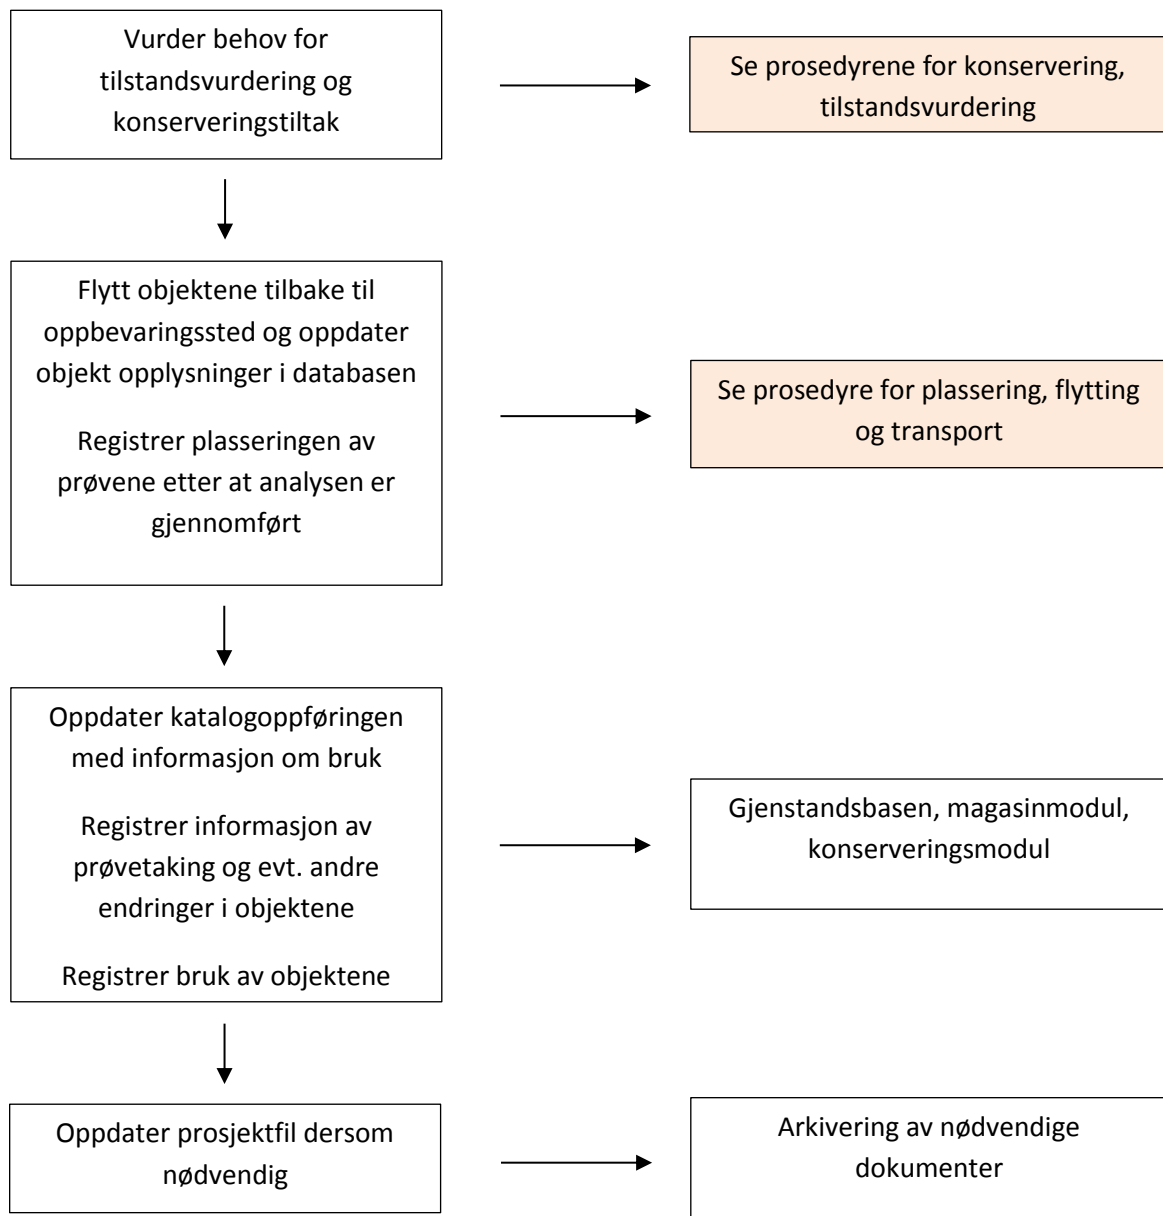 Vurder behov for
tilstandsvurdering og
konserveringstiltak
Se prosedyrene for konservering,
tilstandsvurdering
Flytt objektene tilbake til
oppbevaringssted og oppdater
objekt opplysninger i databasen
Registrer plasseringen av
prøvene etter at analysen er
gjennomført
Se prosedyre for plassering, flytting
og transport
Oppdater katalogoppføringen
med informasjon om bruk
Registrer informasjon av
prøvetaking og evt. andre
endringer i objektene
Registrer bruk av objektene
Gjenstandsbasen, magasinmodul,
konserveringsmodul
Oppdater prosjektfil dersom
nødvendig
Arkivering av nødvendige
dokumenter